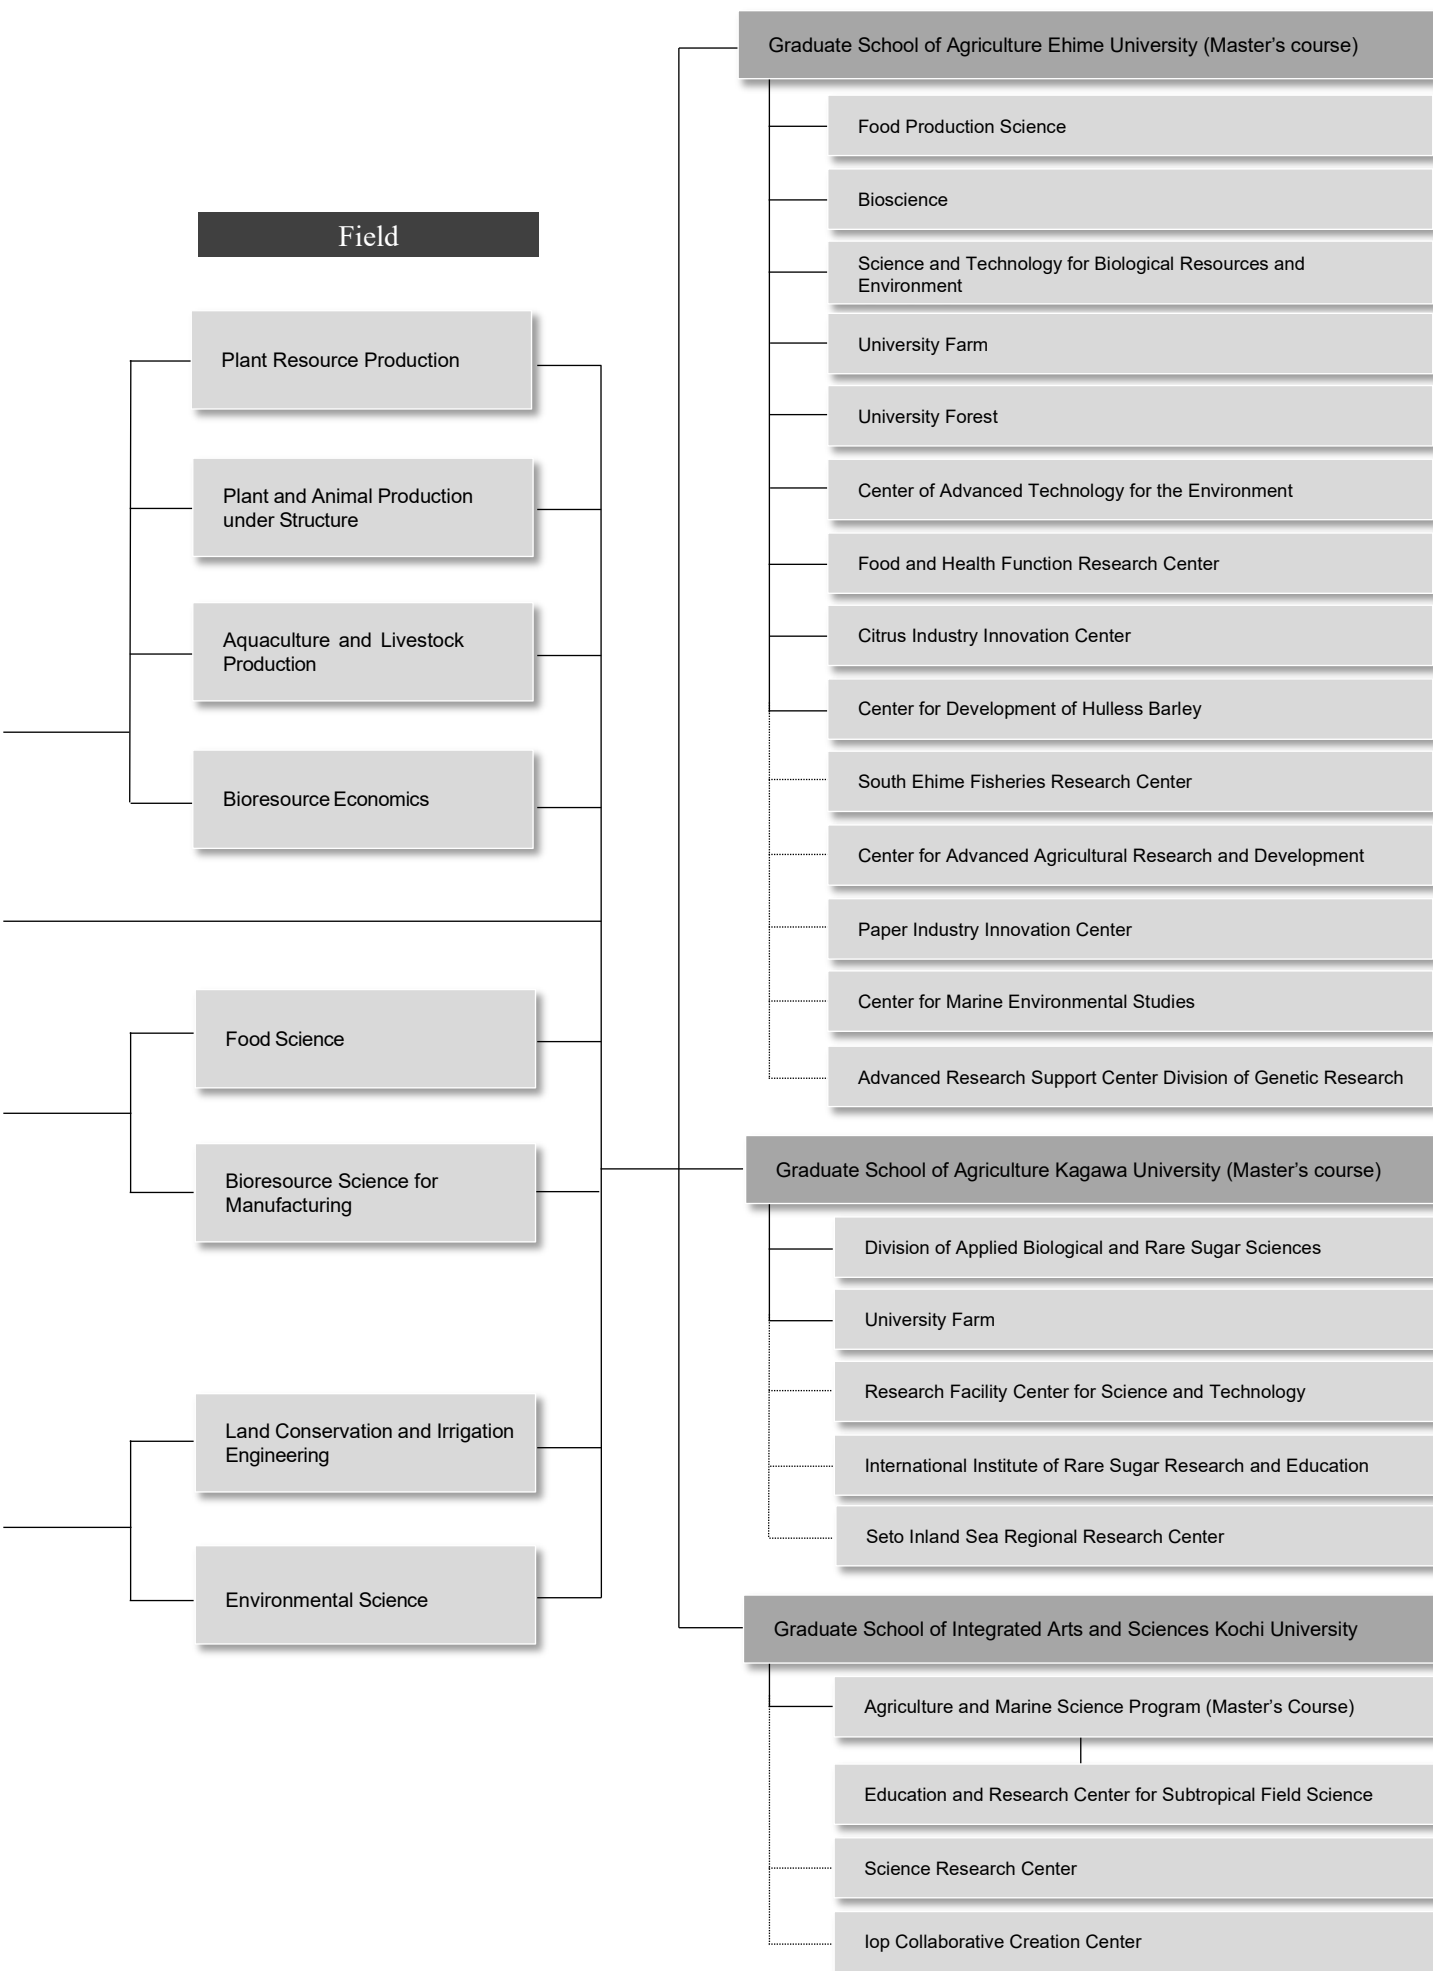 Field
Plant Resource Production
Plant and Animal Production
under Structure
Aquaculture and Livestock
Production
Bioresource Economics
Food Science
Bioresource Science for
Manufacturing
Land Conservation and Irrigation
Engineering
Environmental Science
Graduate School of Agriculture Ehime University (Master’s course)
Food Production Science
Bioscience
Science and Technology for Biological Resources and
Environment
University Farm
University Forest
Center of Advanced Technology for the Environment
Food and Health Function Research Center
Citrus Industry Innovation Center
Center for Development of Hulless Barley
South Ehime Fisheries Research Center
Center for Advanced Agricultural Research and Development
Paper Industry Innovation Center
Center for Marine Environmental Studies
Advanced Research Support Center Division of Genetic Research
Graduate School of Agriculture Kagawa University (Master’s course)
Division of Applied Biological and Rare Sugar Sciences
University Farm
Research Facility Center for Science and Technology
International Institute of Rare Sugar Research and Education
Seto Inland Sea Regional Research Center
Graduate School of Integrated Arts and Sciences Kochi University
Agriculture and Marine Science Program (Master’s Course)
Education and Research Center for Subtropical Field Science
Science Research Center
Iop Collaborative Creation Center